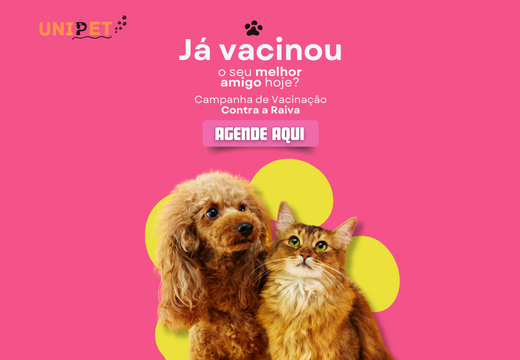 UNIPET
Já vacinou
o seu melhor
amigo hoje?
Campanha de Vacinação
Contra a Raiva
AGENDE AQUI